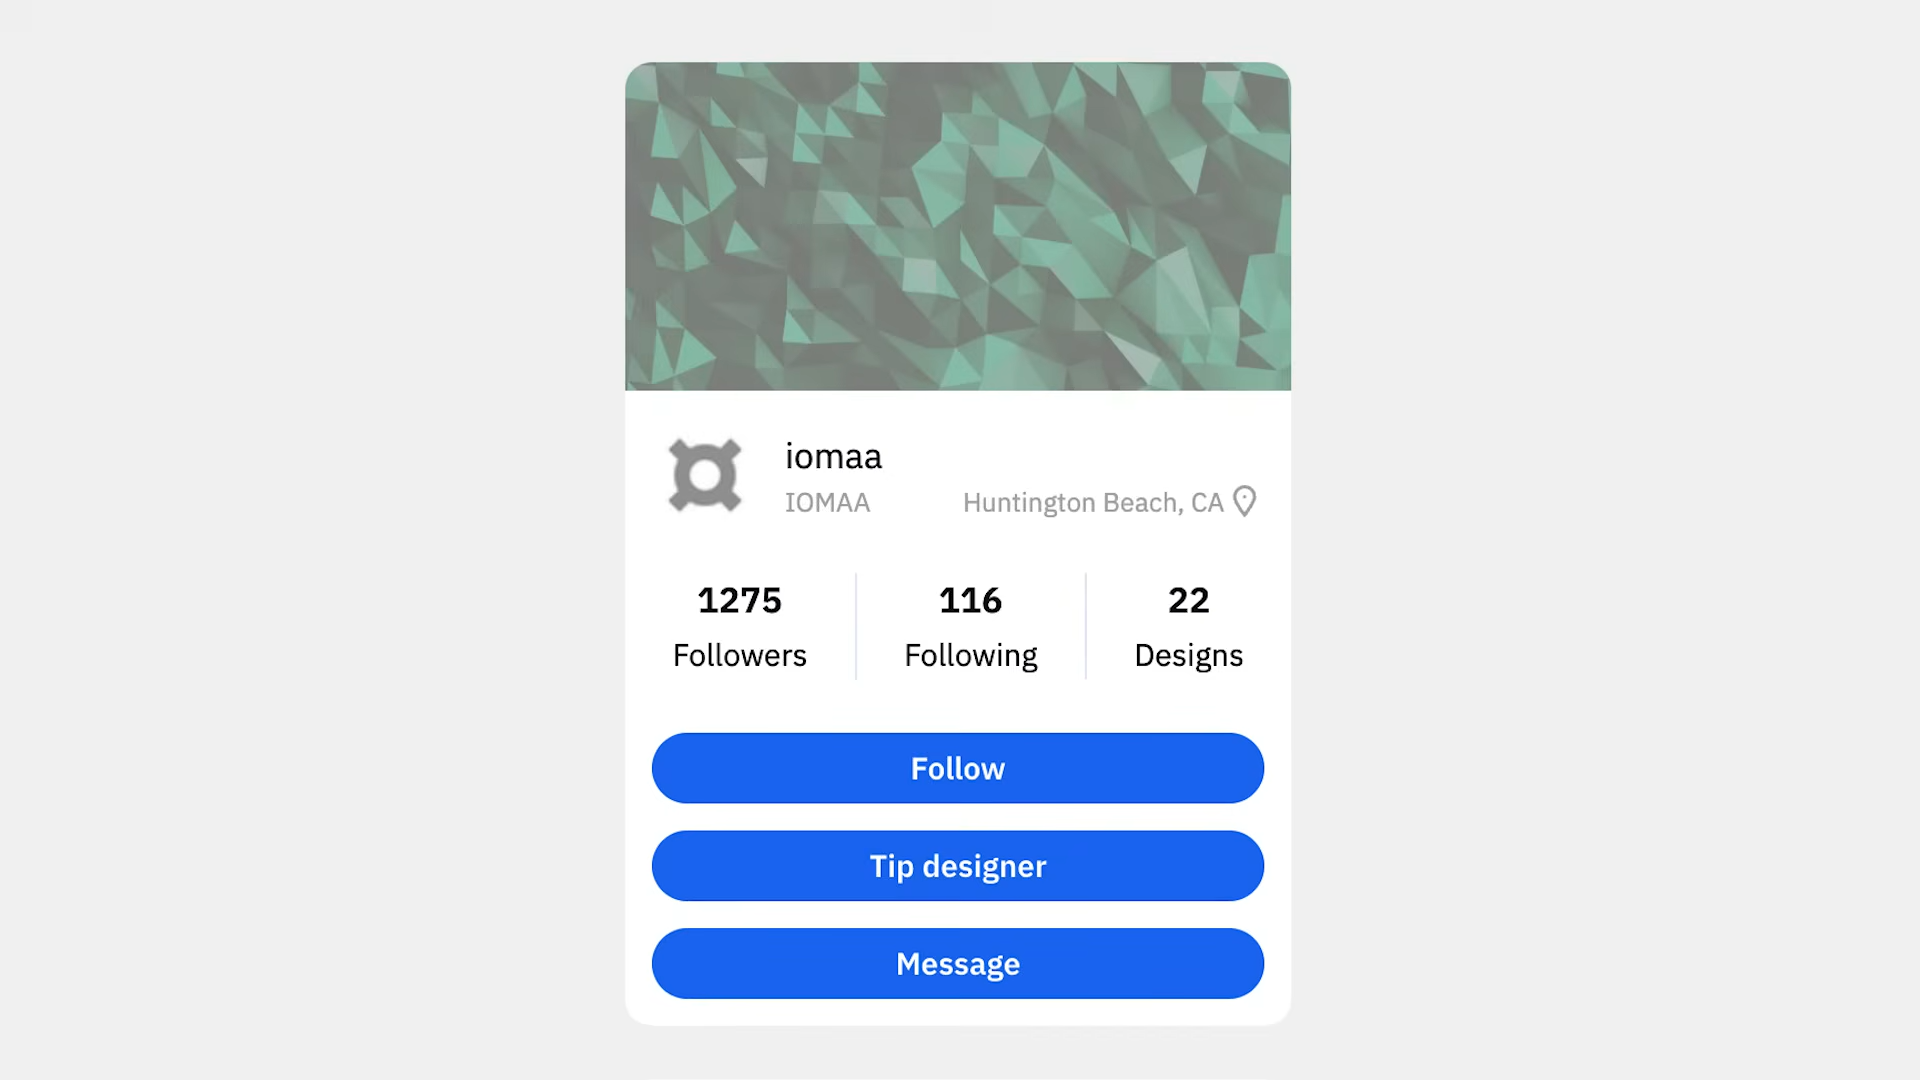 iomaa
IOMAA
Huntington Beach, CA
1275
Followers
116
Following
22
Designs
Follow
Tip designer
Message